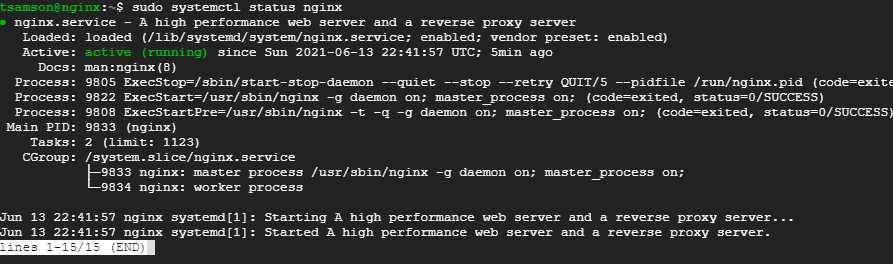 tsamson@nginx:~$ sudo systemctl status nginx
● nginx.service - A high performance web server and a reverse proxy server
Loaded: loaded (/lib/systemd/system/nginx.service; enabled; vendor preset: enabled)
Active: active (running) since Sun 2021-06-13 22:41:57 UTC; 5min ago
Docs: man:nginx(8)
Process: 9805 ExecStop=/sbin/start-stop-daemon --quiet --stop --retry QUIT/5 --pidfile /run/nginx.pid (code=exite
Process: 9822 ExecStart=/usr/sbin/nginx -g daemon on; master_process on; (code=exited, status=0/SUCCESS)
Process: 9808 ExecStartPre=/usr/sbin/nginx -t -q -g daemon on; master_process on; (code=exited, status=0/SUCCESS)
Main PID: 9833 (nginx)
Tasks: 2 (limit: 1123)
CGroup: /system.slice/nginx.service
├─9833 nginx: master process /usr/sbin/nginx -g daemon on; master_process on;
└─9834 nginx: worker process
Jun 13 22:41:57 nginx systemd[1]: Starting A high performance web server and a reverse proxy server...
Jun 13 22:41:57 nginx systemd[1]: Started A high performance web server and a reverse proxy server.
lines 1-15/15 (END)